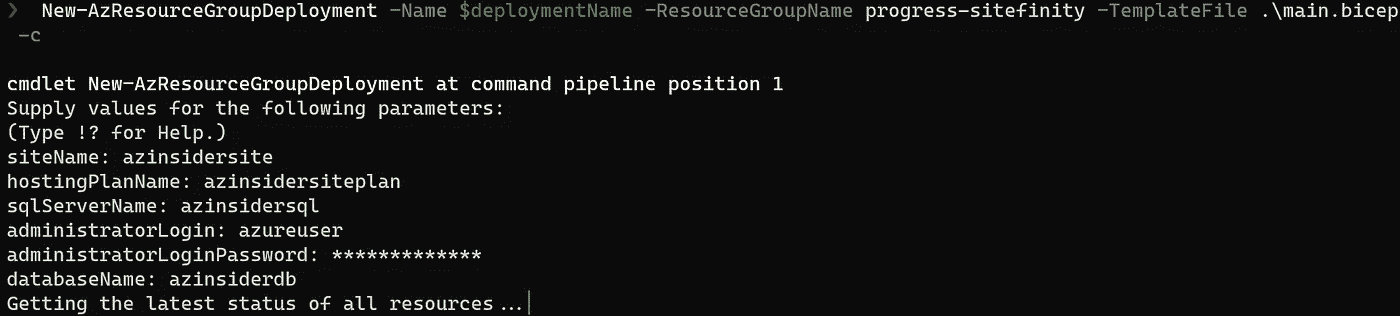 ❯ New-AzResourceGroupDeployment -Name $deploymentName -ResourceGroupName progress-sitefinity -TemplateFile .\main.bicep
-c
cmdlet New-AzResourceGroupDeployment at command pipeline position 1
Supply values for the following parameters:
(Type !? for Help.)
siteName: azinsidersite
hostingPlanName: azinsidersiteplan
sqlServerName: azinsidersql
administratorLogin: azureuser
administratorLoginPassword: *************
databaseName: azinsiderdb
Getting the latest status of all resources...